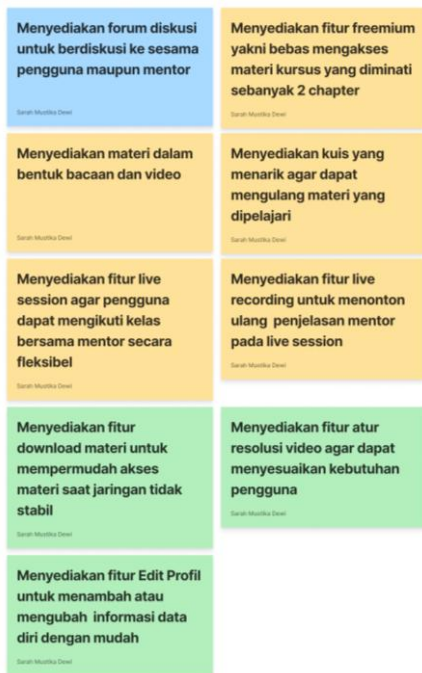 Menyediakan forum diskusi
untuk berdiskusi ke sesama
pengguna maupun mentor
Sarah Mustika Dewi
Menyediakan fitur freemium
yakni bebas mengakses
materi kursus yang diminati
sebanyak 2 chapter
Sarah Mustika Dewi
Menyediakan materi dalam
bentuk bacaan dan video
Sarah Mustika Dewi
Menyediakan kuis yang
menarik agar dapat
mengulang materi yang
dipelajari
Sarah Mustika Dewi
Menyediakan fitur live
session agar pengguna
dapat mengikuti kelas
bersama mentor secara
fleksibel
Sarah Mustika Dewi
Menyediakan fitur live
recording untuk menonton
ulang penjelasan mentor
pada live session
Sarah Mustika Dewi
Menyediakan fitur
download materi untuk
mempermudah akses
materi saat jaringan tidak
stabil
Sarah Mustika Dewi
Menyediakan fitur atur
resolusi video agar dapat
menyesuaikan kebutuhan
pengguna
Sarah Mustika Dewi
Menyediakan fitur Edit Profil
untuk menambah atau
mengubah informasi data
diri dengan mudah
Sarah Mustika Dewi